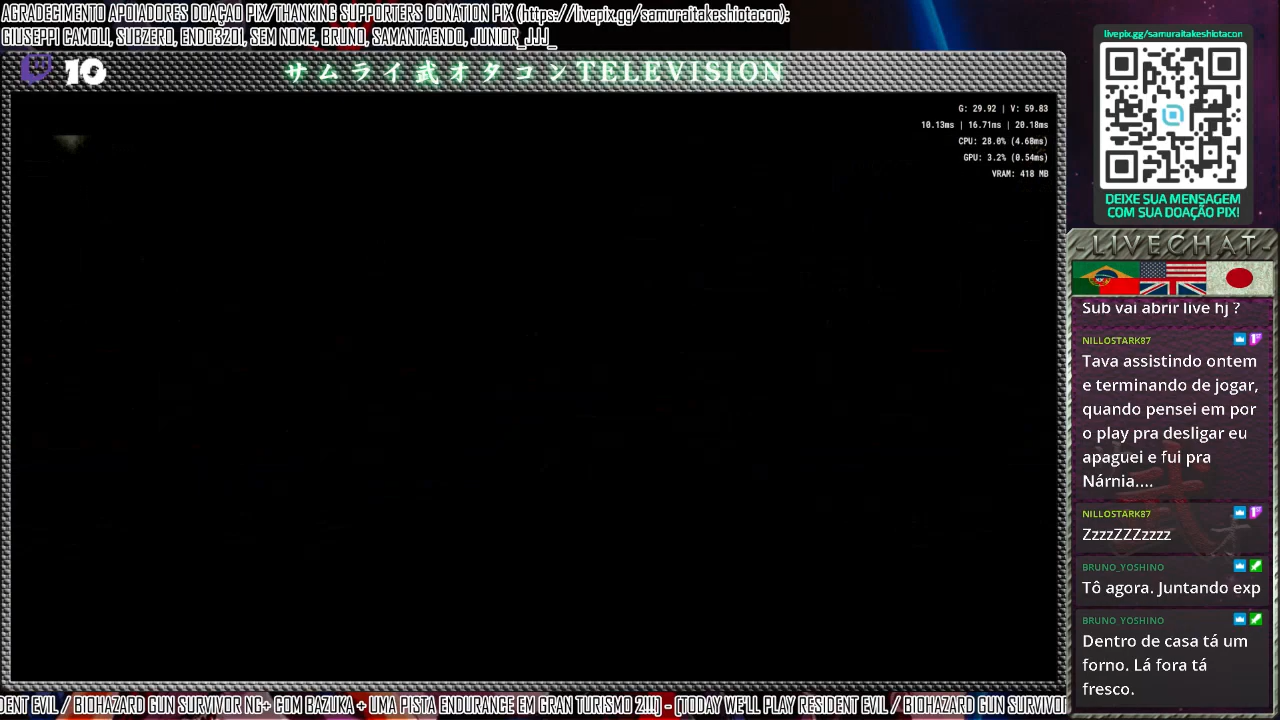 AGRADECIMENTO APOIADORES DOAÇÃO PIX/THANKING SUPPORTERS DONATION PIX (https://livepix.gg/samuraitakeshiotacon):
GIUSEPPI CAMOLI, SUBZERO, ENDO3201, SEM NOME, BRUNO, SAMANTAENDO, JUNIOR_JJJ_
10
サムライ武オタコンTELEVISION
G: 29.92 | V: 59.83
10.13ms | 16.71ms | 20.18ms
CPU: 28.0% (4.68ms)
GPU: 3.2% (0.54ms)
VRAM: 418 MB
livepix.gg/samuraitakeshiotacon
DEIXE SUA MENSAGEM
COM SUA DOAÇÃO PIX!
-LIVECHAT-
Sub vai abrir live hj ?
NILLOSTARK87
Tava assistindo ontem
e terminando de jogar,
quando pensei em por
o play pra desligar eu
apaguei e fui pra
Nárnia....
NILLOSTARK87
ZzzzZZZzzzz
BRUNO_YOSHINO
Tô agora. Juntando exp
BRUNO_YOSHINO
Dentro de casa tá um
forno. Lá fora tá
fresco.
DENT EVIL / BIOHAZARD GUN SURVIVOR NG+ COM BAZUKA + UMA PISTA ENDURANCE EM GRAN TURISMO 2!!!] - [TODAY WE'LL PLAY RESIDENT EVIL / BIOHAZARD GUN SURVIVOR